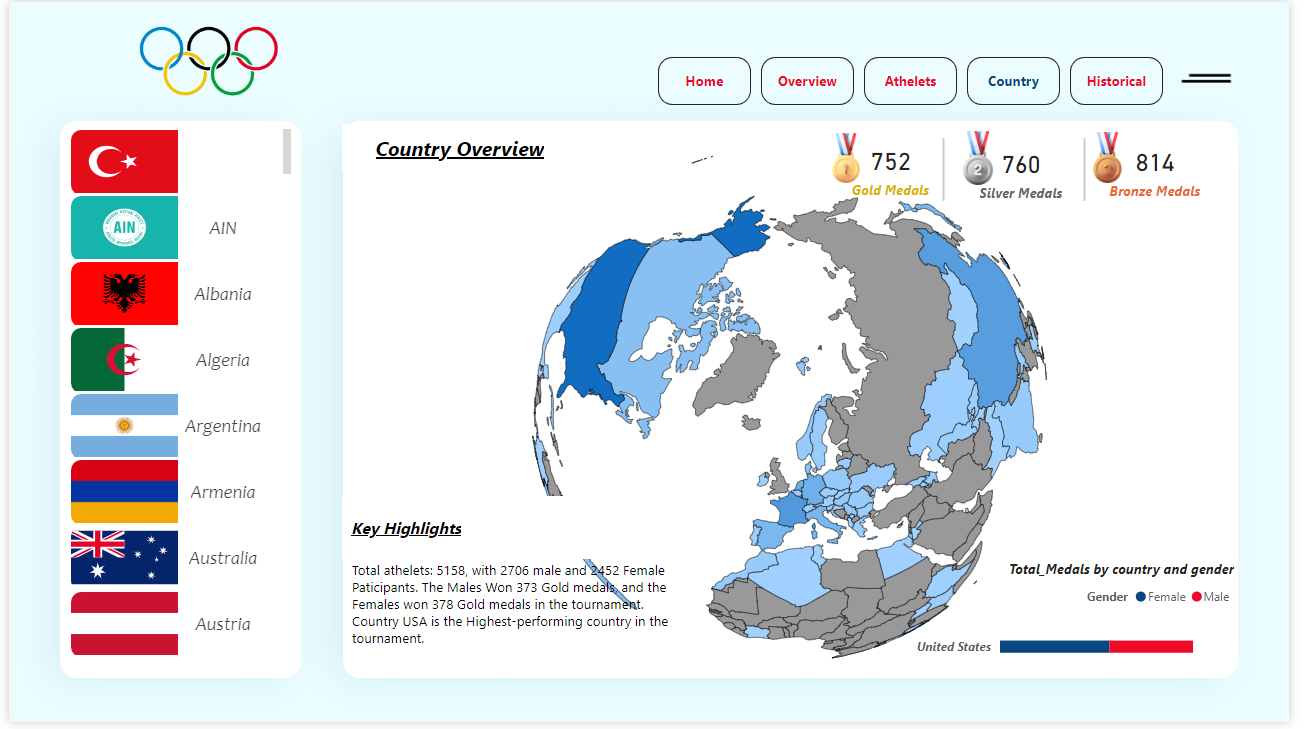 Home
Overview
Athelets
Country
Historical
AIN
AIN
Albania
Algeria
Argentina
Armenia
Australia
Austria
Country Overview
1
752
Gold Medals
2
760
Silver Medals
814
Bronze Medals
Key Highlights
Total athelets: 5158, with 2706 male and 2452 Female
Paticipants. The Males Won 373 Gold medals, and the
Females won 378 Gold medals in the tournament.
Country USA is the Highest-performing country in the
tournament.
Total_Medals by country and gender
Gender Female Male
United States